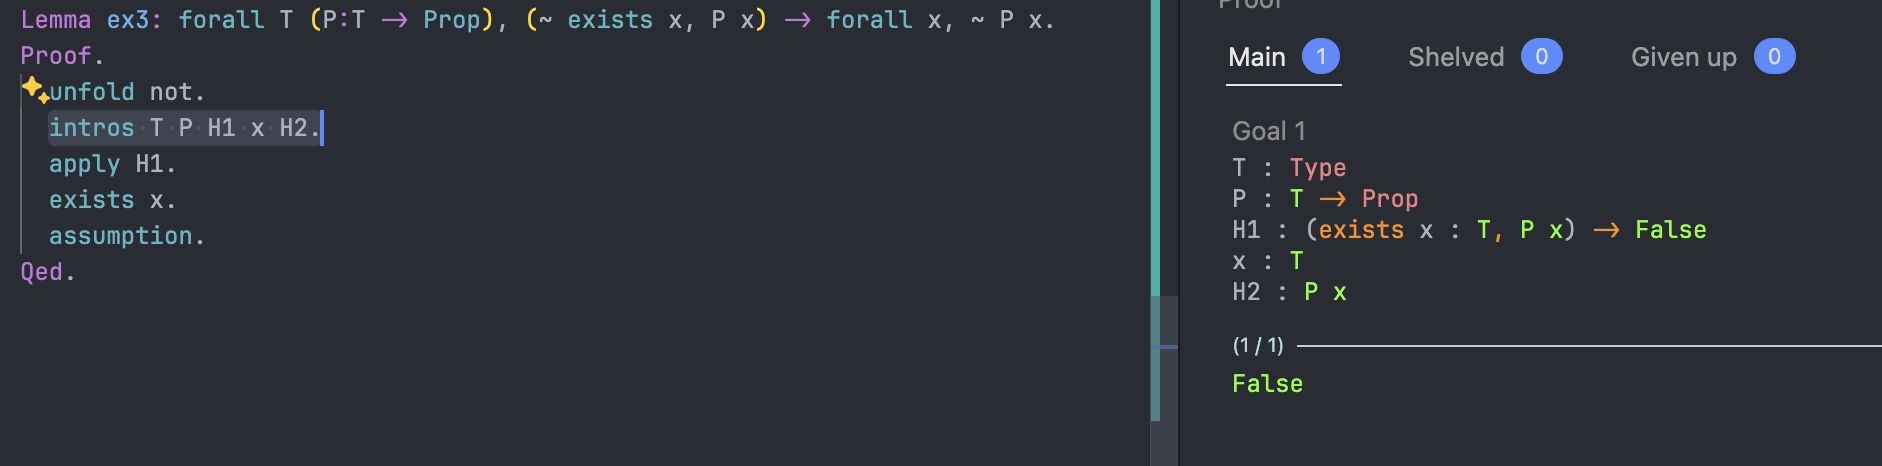 Lemma ex3: forall T (P:T -> Prop), (~ exists x, P x) -> forall x, ~ P x.
Proof.
unfold not.
intros T P H1 x H2.
apply H1.
exists x.
assumption.
Qed.
Proof
Main 1 Shelved 0 Given up 0
Goal 1
T : Type
P : T -> Prop
H1 : (exists x : T, P x) -> False
x : T
H2 : P x
(1 / 1)
False